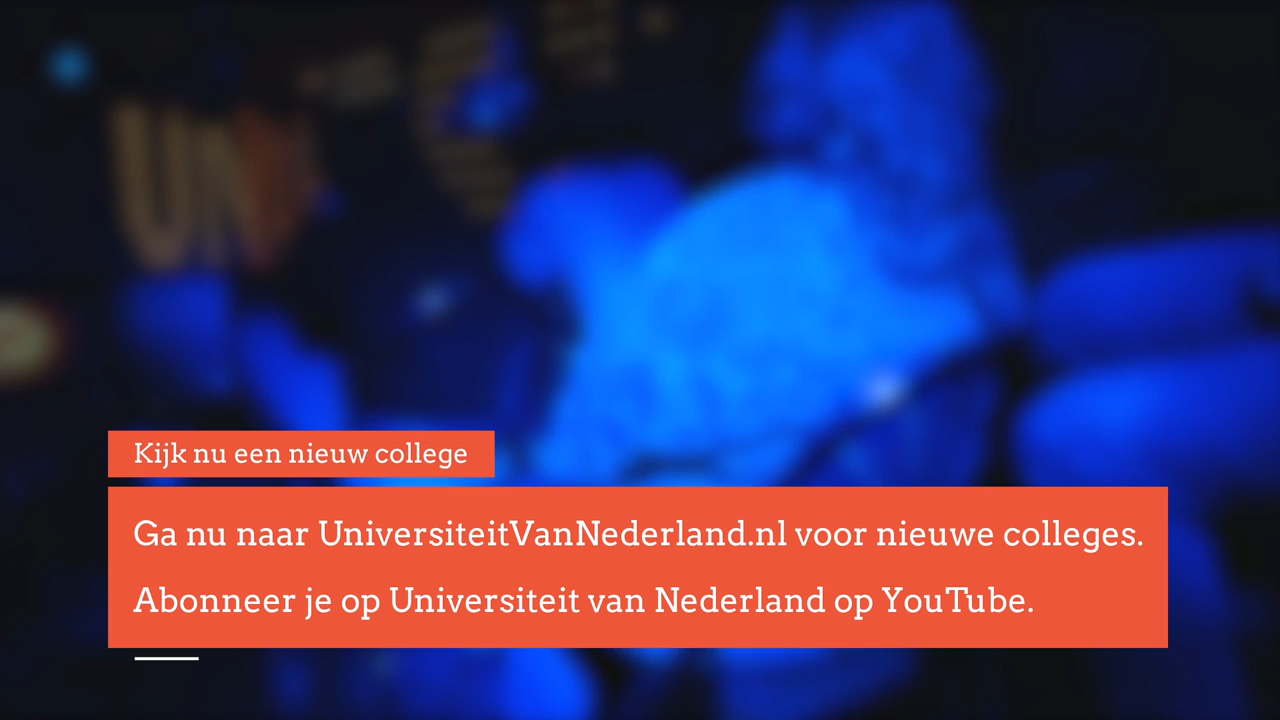 Kijk nu een nieuw college
Ga nu naar UniversiteitVanNederland.nl voor nieuwe colleges.
Abonneer je op Universiteit van Nederland op YouTube.